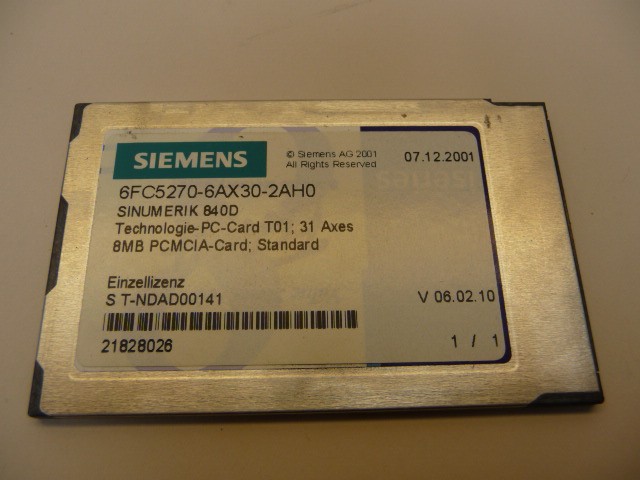 SIEMENS
© Siemens AG 2001
All Rights Reserved
07.12.2001
6FC5270-6AX30-2AH0
SINUMERIK 840D
Technologie-PC-Card T01; 31 Axes
8MB PCMCIA-Card; Standard
Einzellizenz
S T-NDAD00141
V 06.02.10
21828026
1 / 1